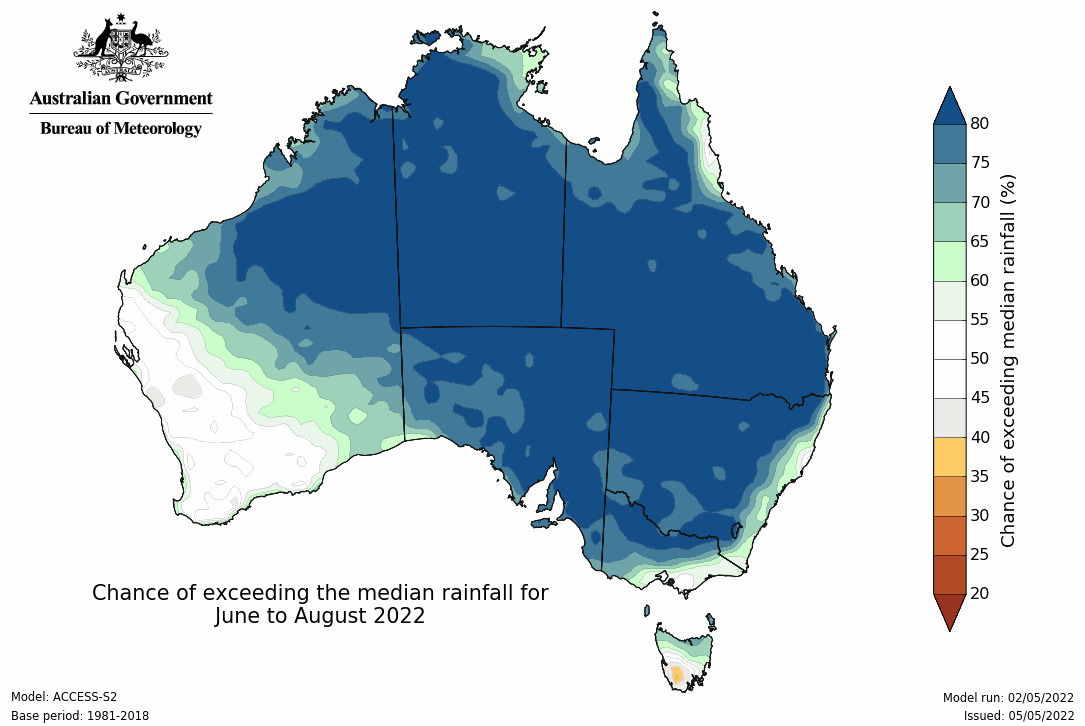 Australian Government
Bureau of Meteorology
80
75
70
65
60
55
50
45
40
35
30
25
20
Chance of exceeding median rainfall (%)
Chance of exceeding the median rainfall for
June to August 2022
Model: ACCESS-S2
Base period: 1981-2018
Model run: 02/05/2022
Issued: 05/05/2022